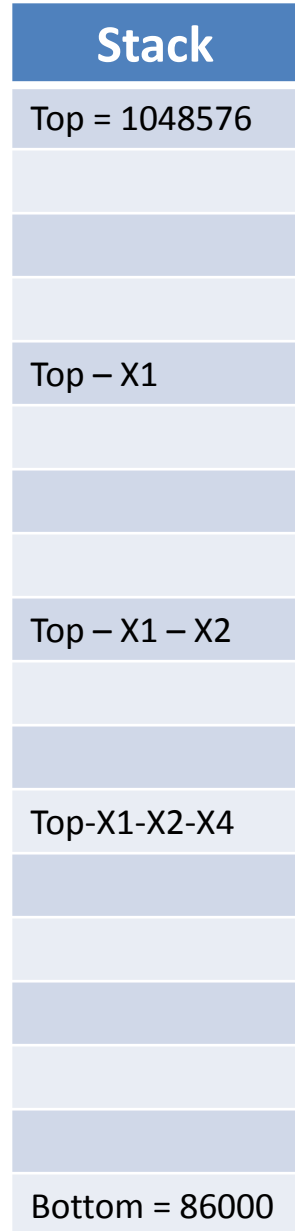 Stack
Top = 1048576
Top – X1
Top – X1 – X2
Top-X1-X2-X4
Bottom = 86000